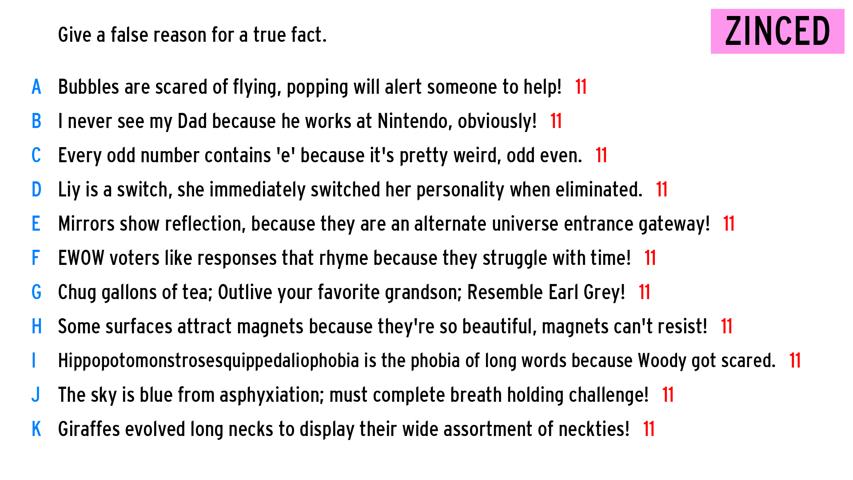 Give a false reason for a true fact.
ZINCED
A Bubbles are scared of flying, popping will alert someone to help! 11
B I never see my Dad because he works at Nintendo, obviously! 11
C Every odd number contains 'e' because it's pretty weird, odd even. 11
D Liy is a switch, she immediately switched her personality when eliminated. 11
E Mirrors show reflection, because they are an alternate universe entrance gateway! 11
F EWOW voters like responses that rhyme because they struggle with time! 11
G Chug gallons of tea; Outlive your favorite grandson; Resemble Earl Grey! 11
H Some surfaces attract magnets because they're so beautiful, magnets can't resist! 11
I Hippopotomonstrosesquippedaliophobia is the phobia of long words because Woody got scared. 11
J The sky is blue from asphyxiation; must complete breath holding challenge! 11
K Giraffes evolved long necks to display their wide assortment of neckties! 11